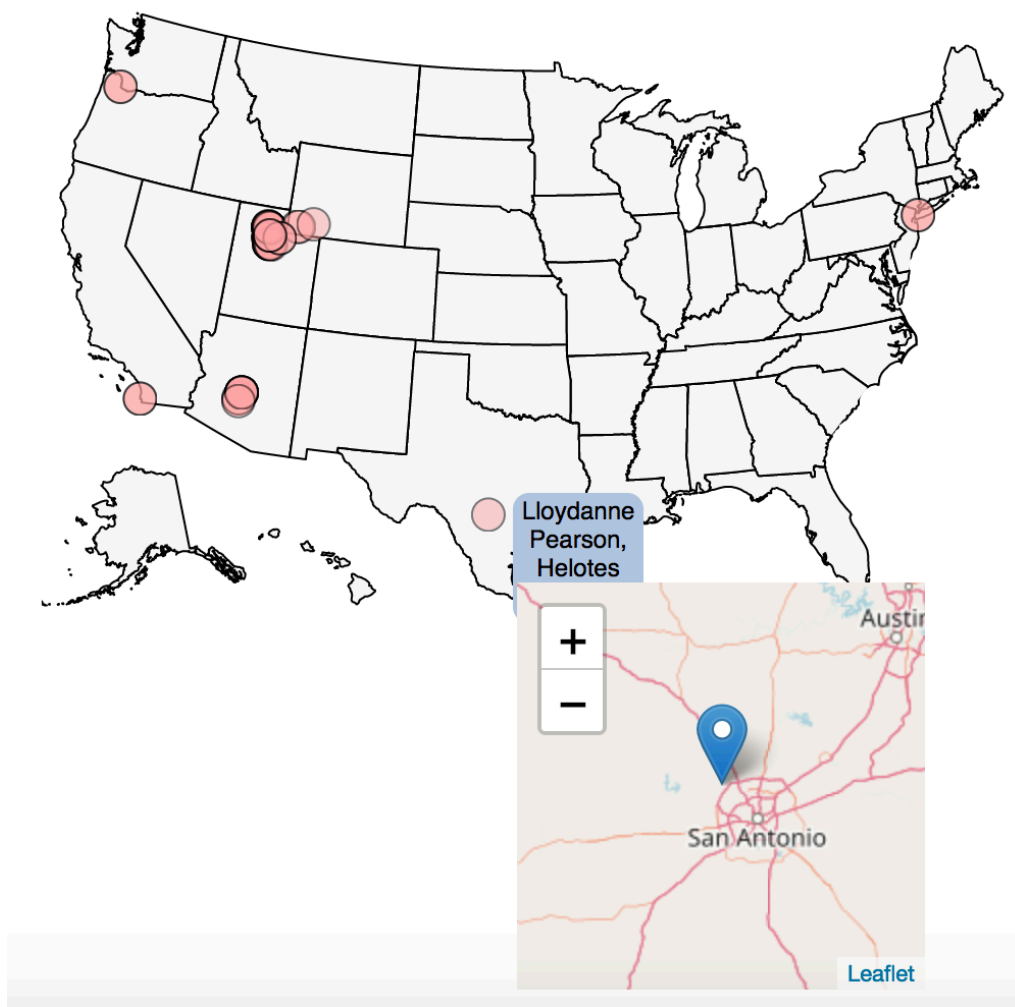 Lloydanne
Pearson,
Helotes
+
−
Austin
San Antonio
Leaflet